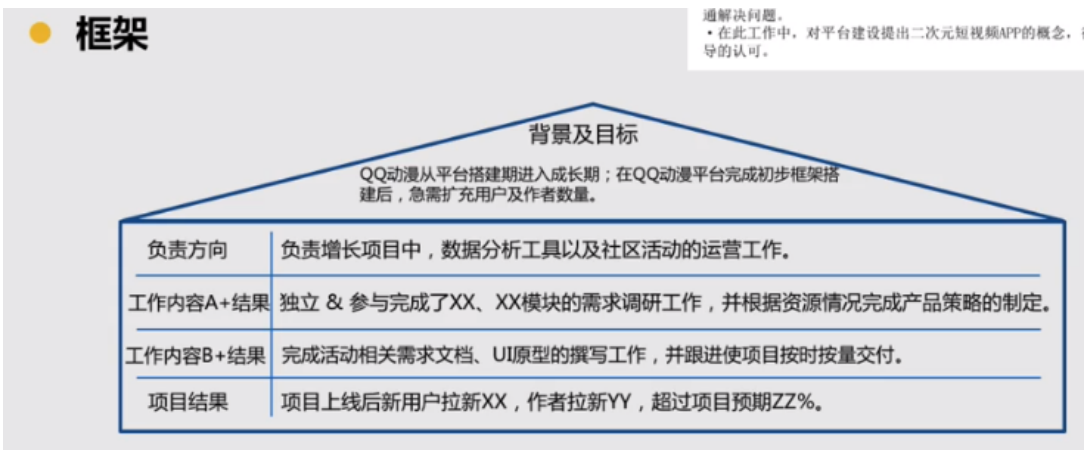 框架
通解决问题。
•在此工作中，对平台建设提出二次元短视频APP的概念，
导的认可。
背景及目标
QQ动漫从平台搭建期进入成长期；在QQ动漫平台完成初步框架搭
建后，急需扩充用户及作者数量。
负责方向 负责增长项目中，数据分析工具以及社区活动的运营工作。
工作内容A+结果 独立 & 参与完成了XX、XX模块的需求调研工作，并根据资源情况完成产品策略的制定。
工作内容B+结果 完成活动相关需求文档、UI原型的撰写工作，并跟进使项目按时按量交付。
项目结果 项目上线后新用户拉新XX，作者拉新YY，超过项目预期ZZ%。